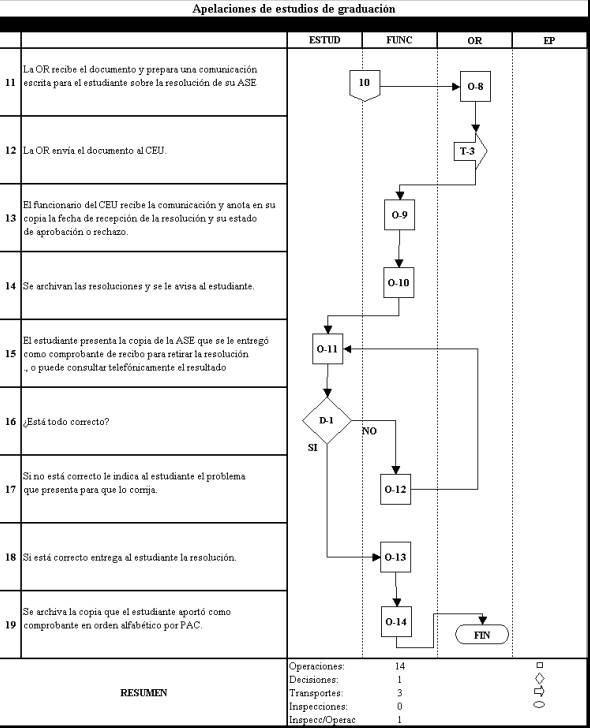 Apelaciones de estudios de graduación
ESTUD FUNC OR EP
11 La OR recibe el documento y prepara una comunicación
escrita para el estudiante sobre la resolución de su ASE
10 O-8
12 La OR envía el documento al CEU.
T-3
13 El funcionario del CEU recibe la comunicación y anota en su
copia la fecha de recepción de la resolución y su estado
de aprobación o rechazo.
O-9
14 Se archivan las resoluciones y se le avisa al estudiante.
O-10
15 El estudiante presenta la copia de la ASE que se le entregó
como comprobante de recibo para retirar la resolución
., o puede consultar telefónicamente el resultado
O-11
16 ¿Está todo correcto?
D-1
NO
SI
17 Si no está correcto le indica al estudiante el problema
que presenta para que lo corrija.
O-12
18 Si está correcto entrega al estudiante la resolución.
O-13
19 Se archiva la copia que el estudiante aportó como
comprobante en orden alfabético por PAC.
O-14
FIN
RESUMEN
Operaciones: 14
Decisiones: 1
Transportes: 3
Inspecciones: 0
Inspecc/Operac 1